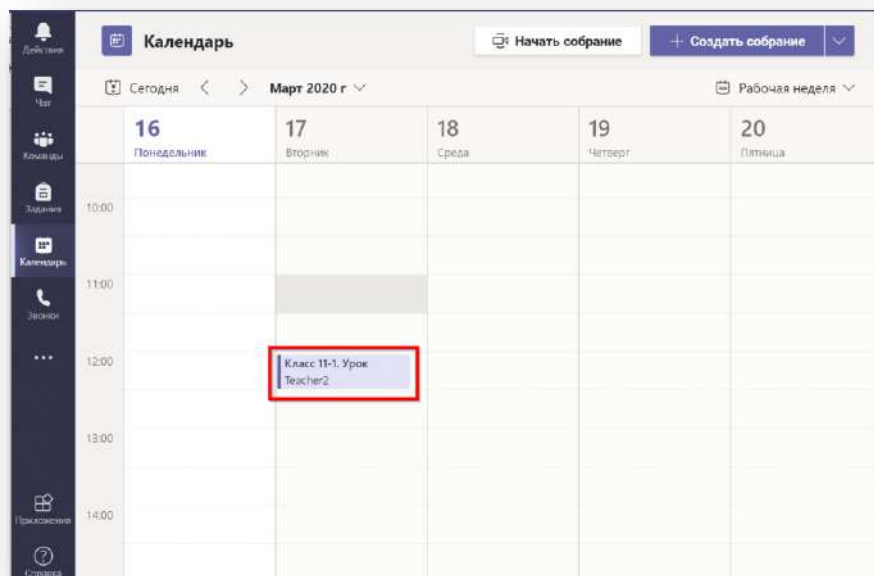 Действия
Чат
Команды
Задания
Календарь
Звонки
...
Приложения
Справка
Календарь
Начать собрание
+ Создать собрание
Сегодня < > Март 2020 г
Рабочая неделя
16
Понедельник
17
Вторник
18
Среда
19
Четверг
20
Пятница
10:00
11:00
12:00
Класс 11-1. Урок
Teacher2
13:00
14:00